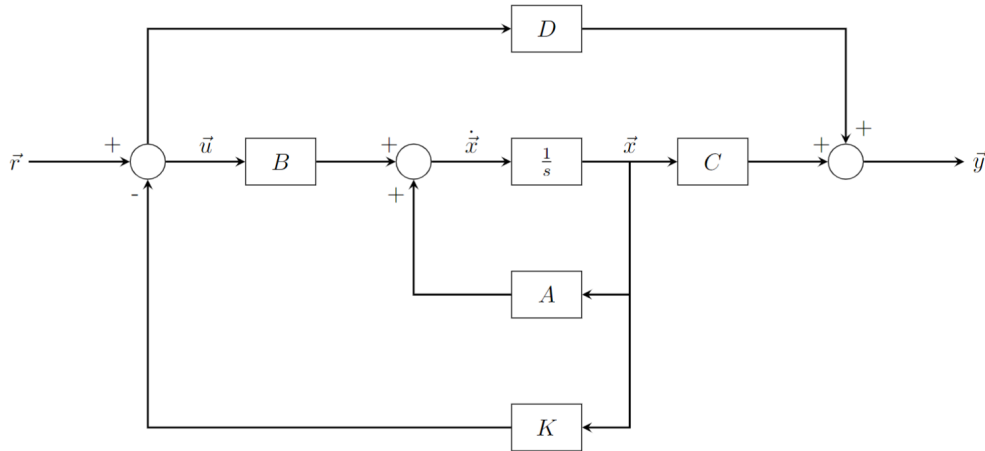 D
+ +
r⃗ + u⃗ B + ẋ⃗ 1/s x⃗ C + y⃗
- +
A
K